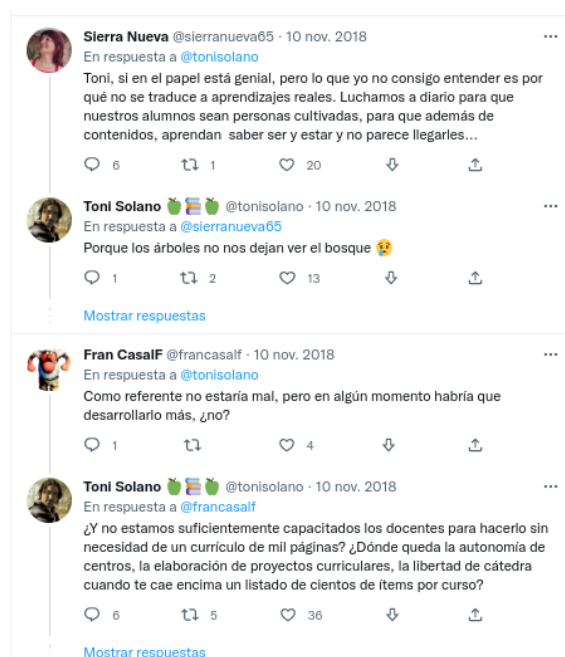 Sierra Nueva @sierranueva65 · 10 nov. 2018
En respuesta a @tonisolano
Toni, si en el papel está genial, pero lo que yo no consigo entender es por
qué no se traduce a aprendizajes reales. Luchamos a diario para que
nuestros alumnos sean personas cultivadas, para que además de
contenidos, aprendan saber ser y estar y no parece llegarles...
6 1 20
Toni Solano 🍏📚🍏 @tonisolano · 10 nov. 2018
En respuesta a @sierranueva65
Porque los árboles no nos dejan ver el bosque 😢
1 2 13
Mostrar respuestas
Fran CasalF @francasalf · 10 nov. 2018
En respuesta a @tonisolano
Como referente no estaría mal, pero en algún momento habría que
desarrollarlo más, ¿no?
1 4
Toni Solano 🍏📚🍏 @tonisolano · 10 nov. 2018
En respuesta a @francasalf
¿Y no estamos suficientemente capacitados los docentes para hacerlo sin
necesidad de un currículo de mil páginas? ¿Dónde queda la autonomía de
centros, la elaboración de proyectos curriculares, la libertad de cátedra
cuando te cae encima un listado de cientos de ítems por curso?
6 5 36
Mostrar respuestas